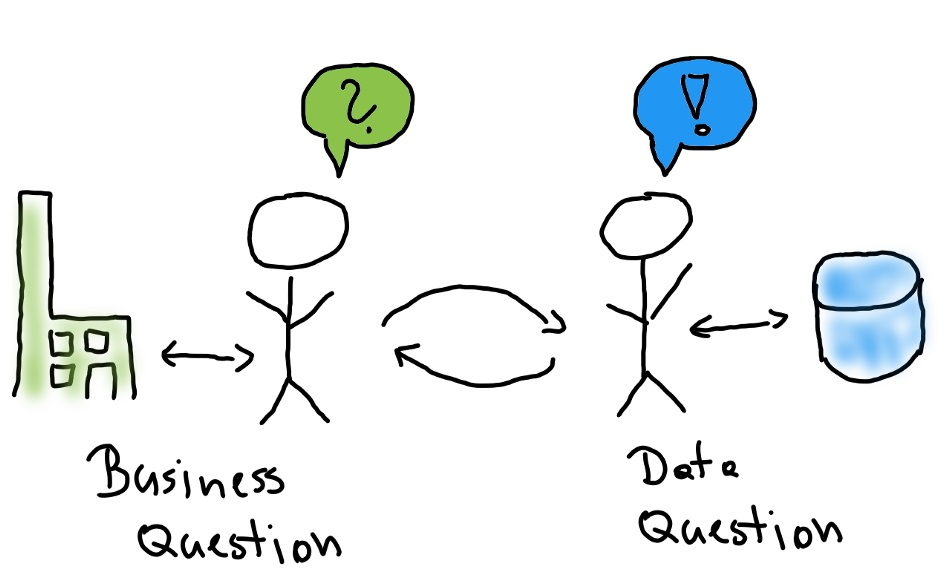 ?
!
Business
Question
Data
Question